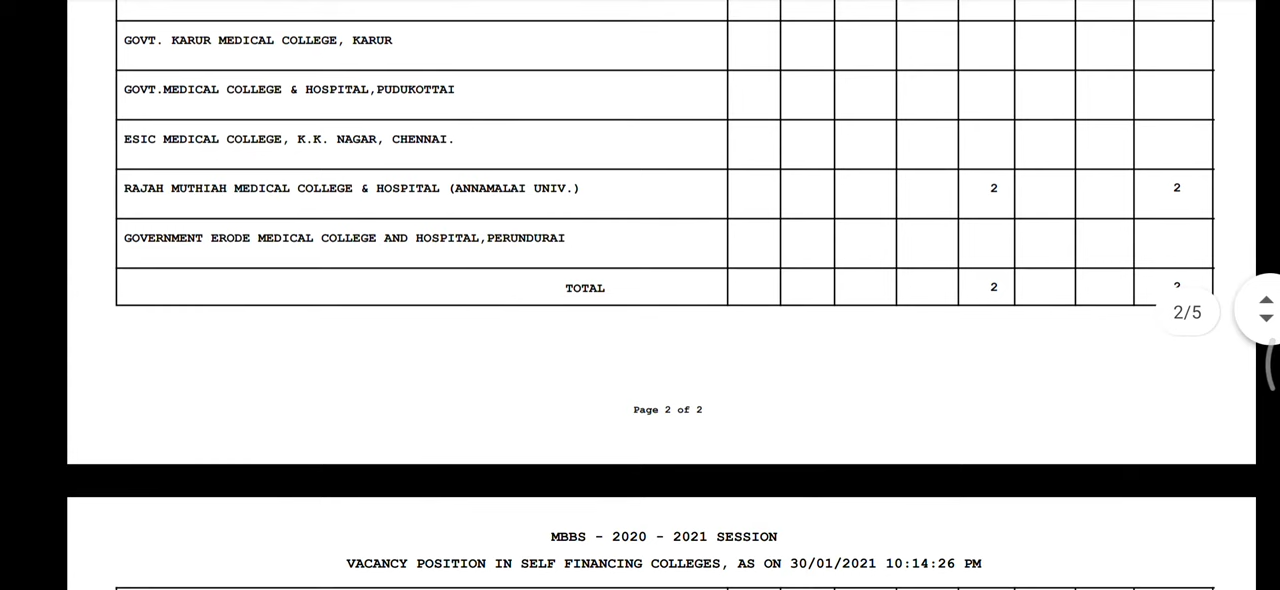 GOVT. KARUR MEDICAL COLLEGE, KARUR
GOVT.MEDICAL COLLEGE & HOSPITAL,PUDUKOTTAI
ESIC MEDICAL COLLEGE, K.K. NAGAR, CHENNAI.
RAJAH MUTHIAH MEDICAL COLLEGE & HOSPITAL (ANNAMALAI UNIV.) 2 2
GOVERNMENT ERODE MEDICAL COLLEGE AND HOSPITAL,PERUNDURAI
TOTAL 2 2
2/5
Page 2 of 2
MBBS - 2020 - 2021 SESSION
VACANCY POSITION IN SELF FINANCING COLLEGES, AS ON 30/01/2021 10:14:26 PM